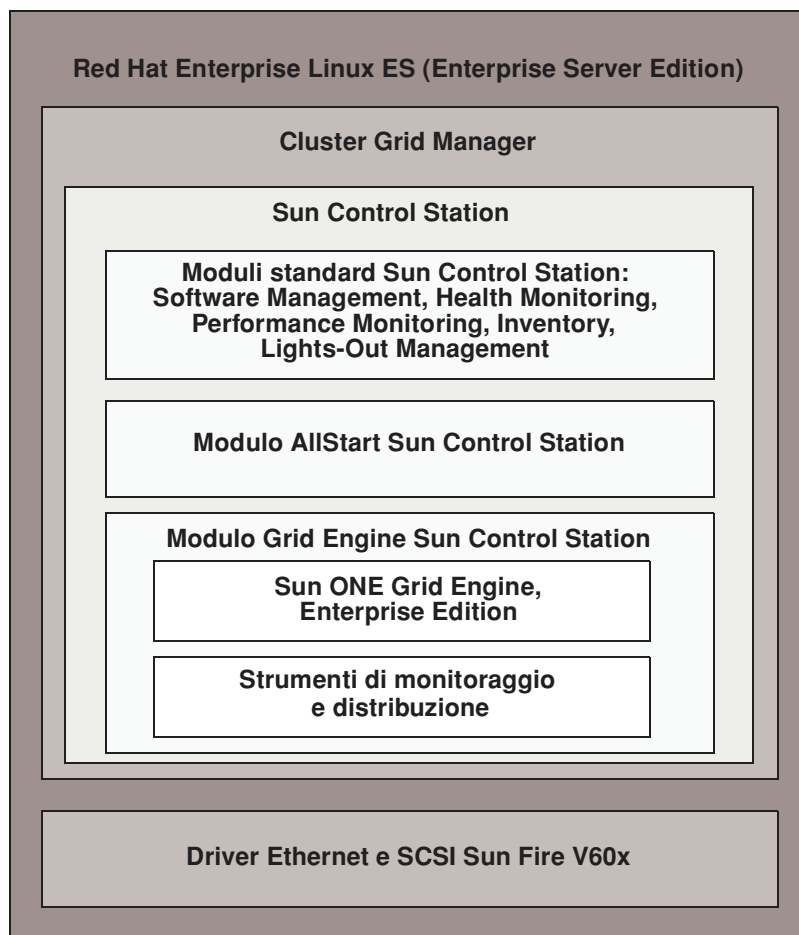 Red Hat Enterprise Linux ES (Enterprise Server Edition)
Cluster Grid Manager
Sun Control Station
Moduli standard Sun Control Station:
Software Management, Health Monitoring,
Performance Monitoring, Inventory,
Lights-Out Management
Modulo AllStart Sun Control Station
Modulo Grid Engine Sun Control Station
Sun ONE Grid Engine,
Enterprise Edition
Strumenti di monitoraggio
e distribuzione
Driver Ethernet e SCSI Sun Fire V60x